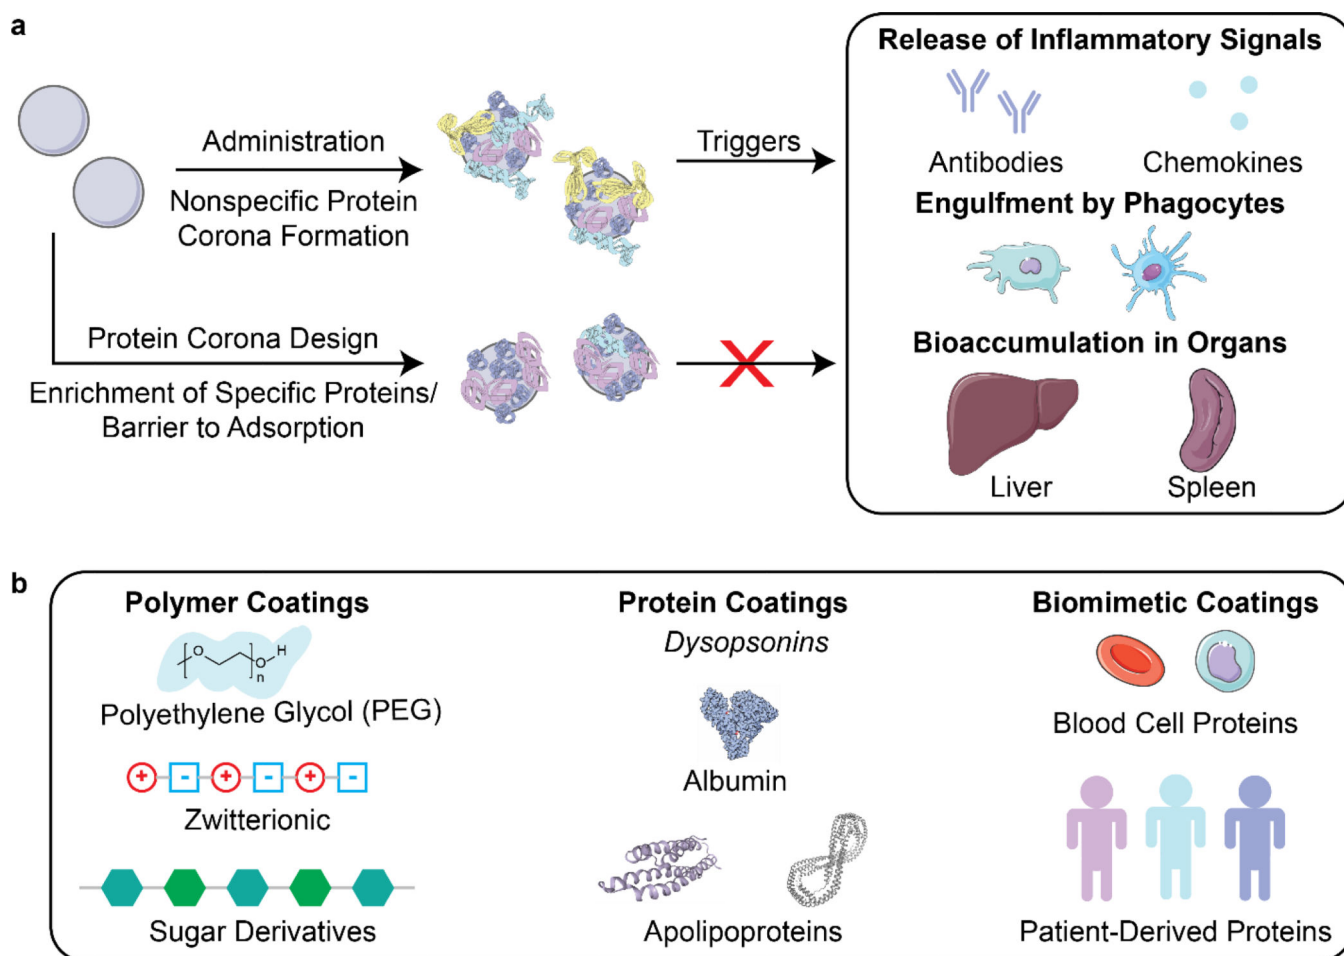 a
Administration
Nonspecific Protein
Corona Formation
Triggers
Protein Corona Design
Enrichment of Specific Proteins/
Barrier to Adsorption
X
Release of Inflammatory Signals
Antibodies
Chemokines
Engulfment by Phagocytes
Bioaccumulation in Organs
Liver
Spleen
b
Polymer Coatings
O
O
H
n
Polyethylene Glycol (PEG)
+ - + - + -
Zwitterionic
Sugar Derivatives
Protein Coatings
Dysopsonins
Albumin
Apolipoproteins
Biomimetic Coatings
Blood Cell Proteins
Patient-Derived Proteins